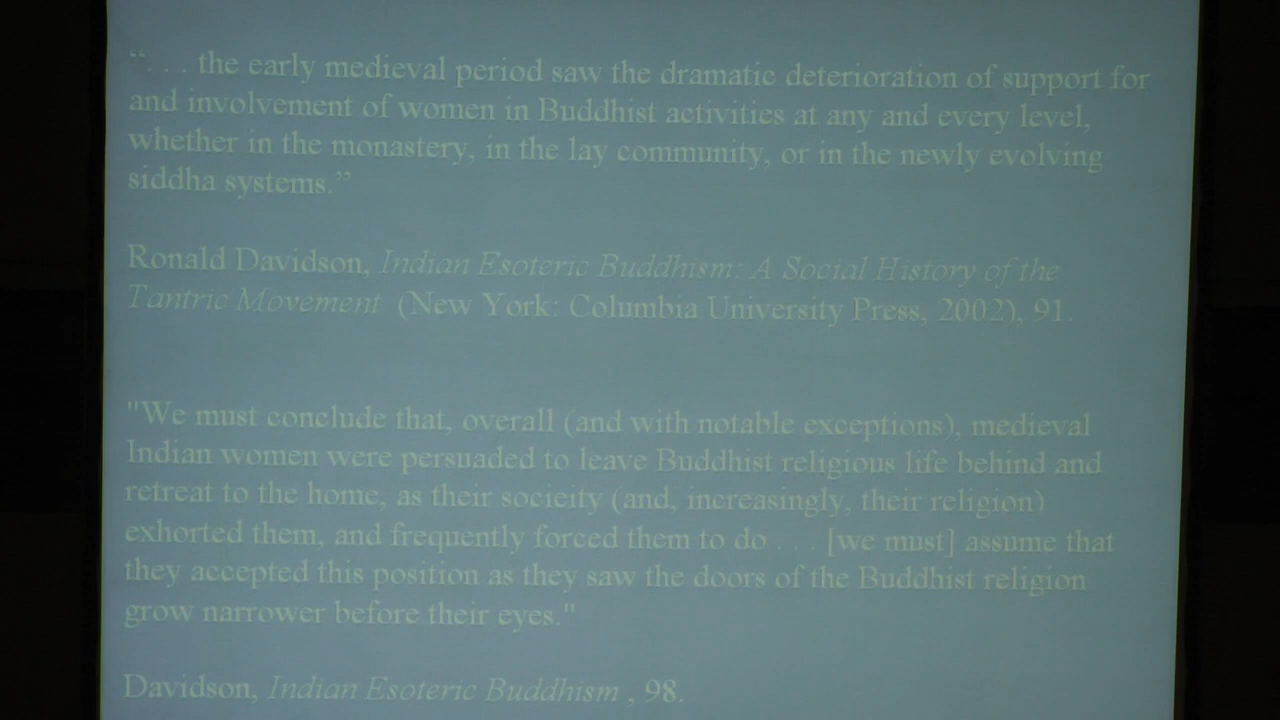 “. . . the early medieval period saw the dramatic deterioration of support for
and involvement of women in Buddhist activities at any and every level,
whether in the monastery, in the lay community, or in the newly evolving
siddha systems.”
Ronald Davidson, Indian Esoteric Buddhism: A Social History of the
Tantric Movement (New York: Columbia University Press, 2002), 91.
"We must conclude that, overall (and with notable exceptions), medieval
Indian women were persuaded to leave Buddhist religious life behind and
retreat to the home, as their socieity (and, increasingly, their religion)
exhorted them, and frequently forced them to do . . . [we must] assume that
they accepted this position as they saw the doors of the Buddhist religion
grow narrower before their eyes."
Davidson, Indian Esoteric Buddhism , 98.